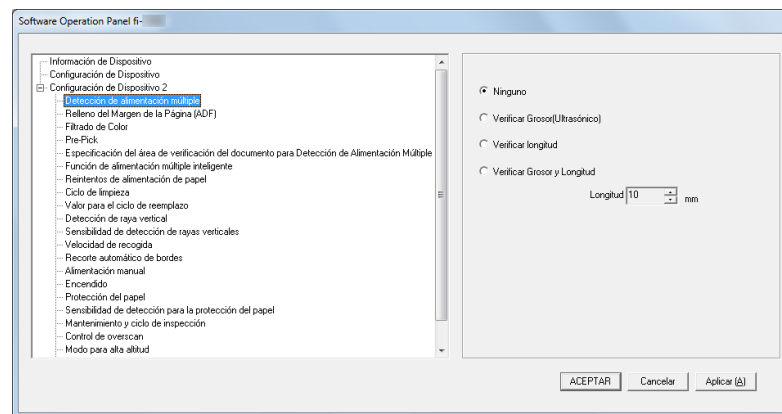 Software Operation Panel fi-
Información de Dispositivo
Configuración de Dispositivo
Configuración de Dispositivo 2
Detección de alimentación múltiple
Relleno del Margen de la Página (ADF)
Filtrado de Color
Pre-Pick
Especificación del área de verificación del documento para Detección de Alimentación Múltiple
Función de alimentación múltiple inteligente
Reintentos de alimentación de papel
Ciclo de limpieza
Valor para el ciclo de reemplazo
Detección de raya vertical
Sensibilidad de detección de rayas verticales
Velocidad de recogida
Recorte automático de bordes
Alimentación manual
Encendido
Protección del papel
Sensibilidad de detección para la protección del papel
Mantenimiento y ciclo de inspección
Control de overscan
Modo para alta altitud
Ninguno
Verificar Grosor(Ultrasónico)
Verificar longitud
Verificar Grosor y Longitud
Longitud 10 mm
ACEPTAR Cancelar Aplicar (A)